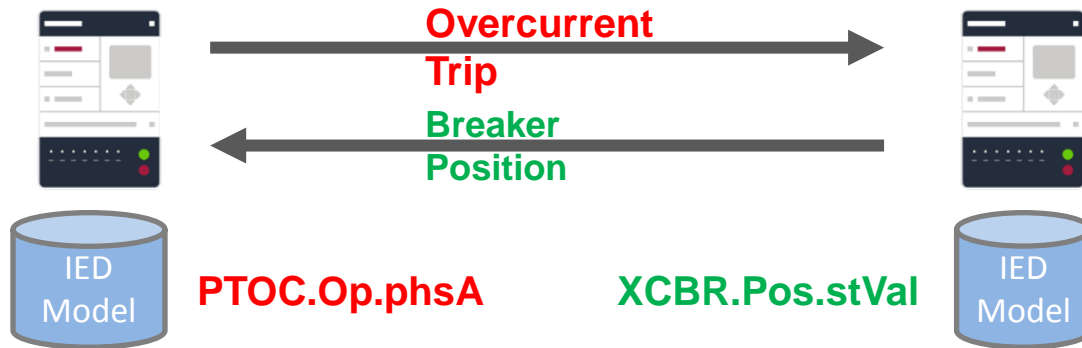 Overcurrent
Trip
Breaker
Position
IED
Model
PTOC.Op.phsA
XCBR.Pos.stVal
IED
Model